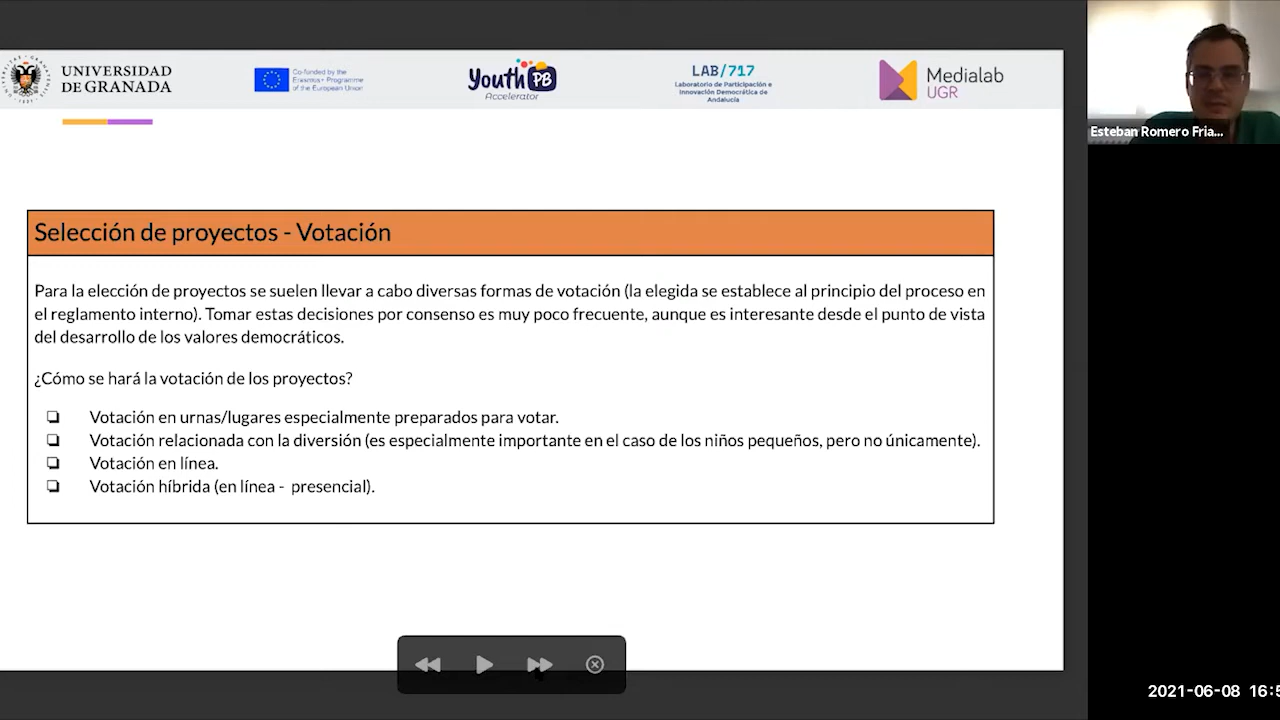 UNIVERSIDAD
DE GRANADA
Co-funded by the
Erasmus+ Programme
of the European Union
Youth PB
Accelerator
LAB/717
Laboratorio de Participación e
Innovación Democrática de
Andalucía
Medialab
UGR
Esteban Romero Fria...
Selección de proyectos - Votación
Para la elección de proyectos se suelen llevar a cabo diversas formas de votación (la elegida se establece al principio del proceso en
el reglamento interno). Tomar estas decisiones por consenso es muy poco frecuente, aunque es interesante desde el punto de vista
del desarrollo de los valores democráticos.
¿Cómo se hará la votación de los proyectos?
❏ Votación en urnas/lugares especialmente preparados para votar.
❏ Votación relacionada con la diversión (es especialmente importante en el caso de los niños pequeños, pero no únicamente).
❏ Votación en línea.
❏ Votación híbrida (en línea - presencial).
2021-06-08 16:5